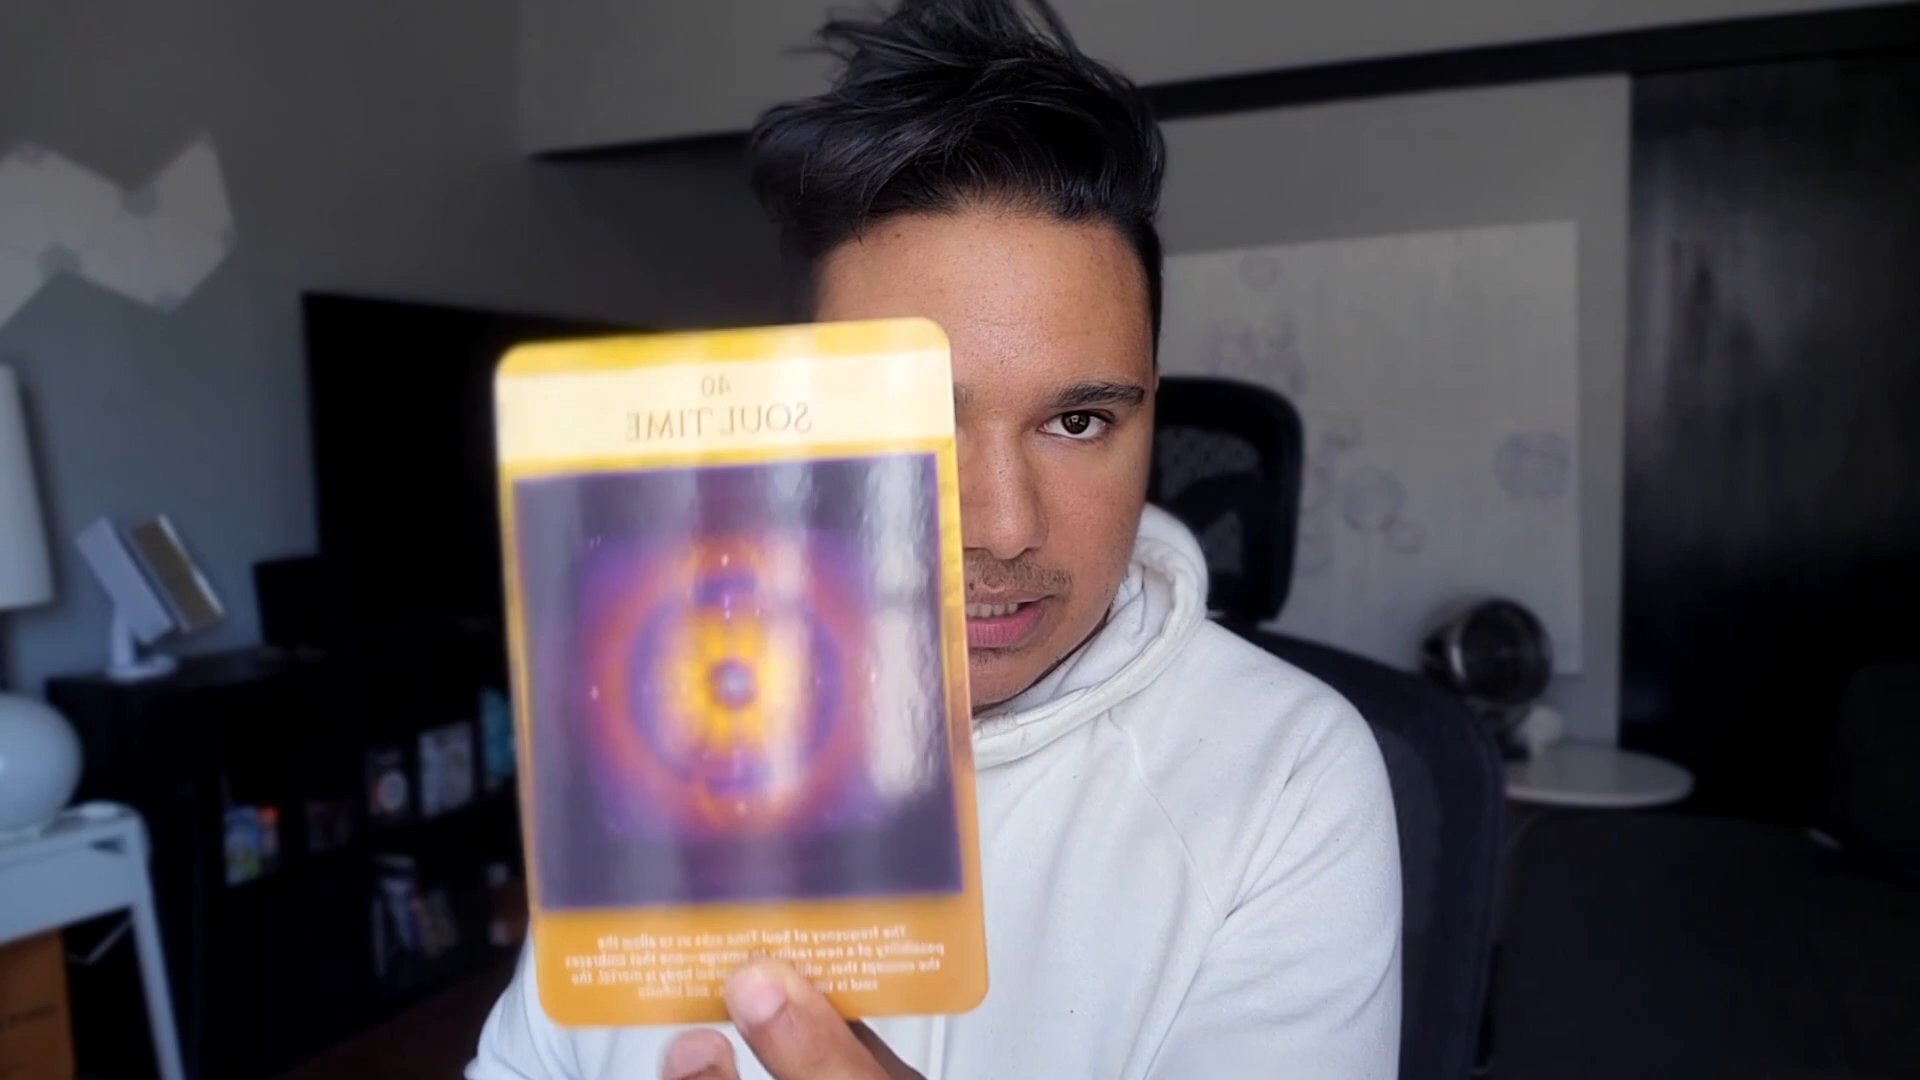 40
SOUL TIME
The frequency of Soul Time asks us to allow the
possibility of a new reality to emerge—one that embraces
the concept that, body is mortal, the
soul is and infinite